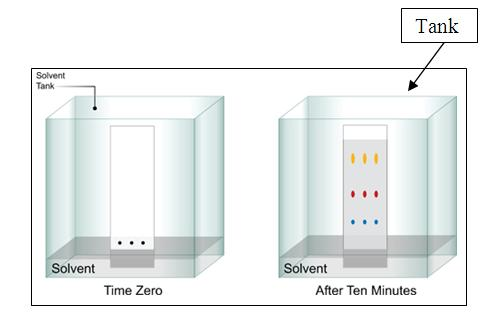 Tank
Solvent
Tank
Solvent
Solvent
Time Zero
After Ten Minutes